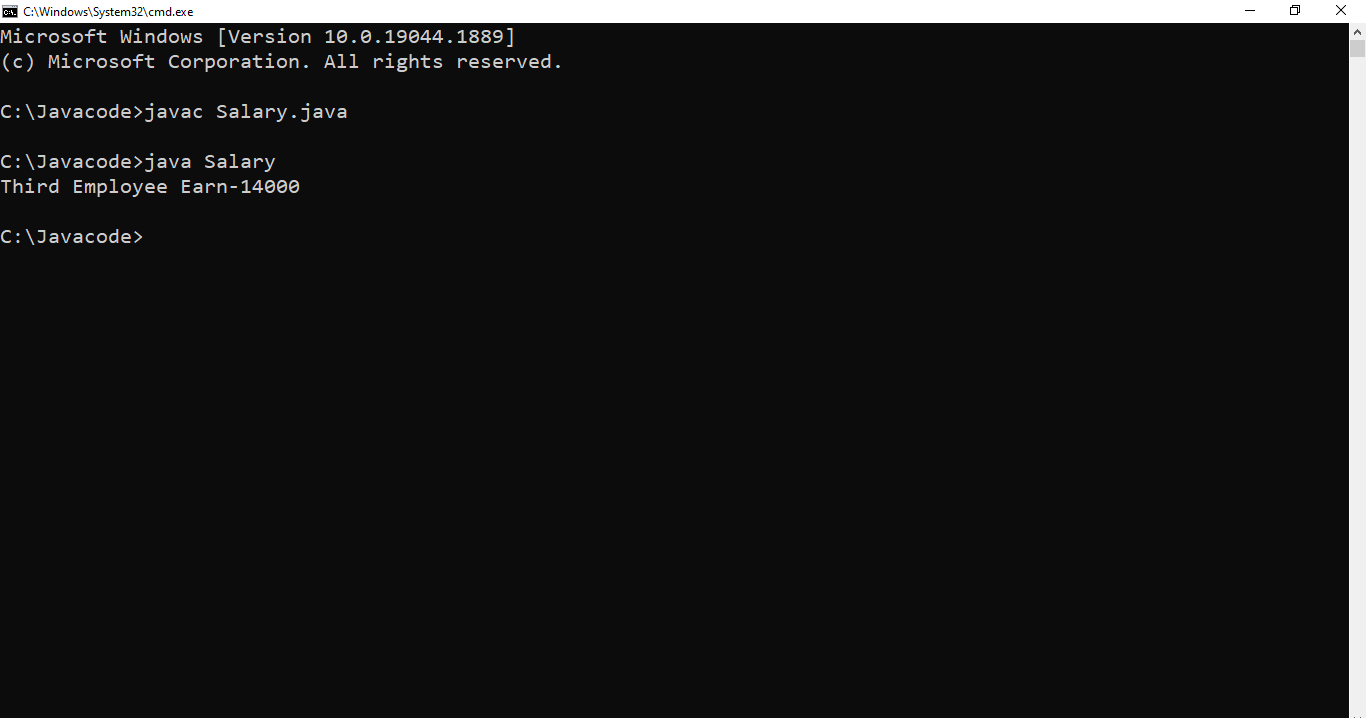 C:\Windows\System32\cmd.exe
Microsoft Windows [Version 10.0.19044.1889]
(c) Microsoft Corporation. All rights reserved.
C:\Javacode>javac Salary.java
C:\Javacode>java Salary
Third Employee Earn-14000
C:\Javacode>